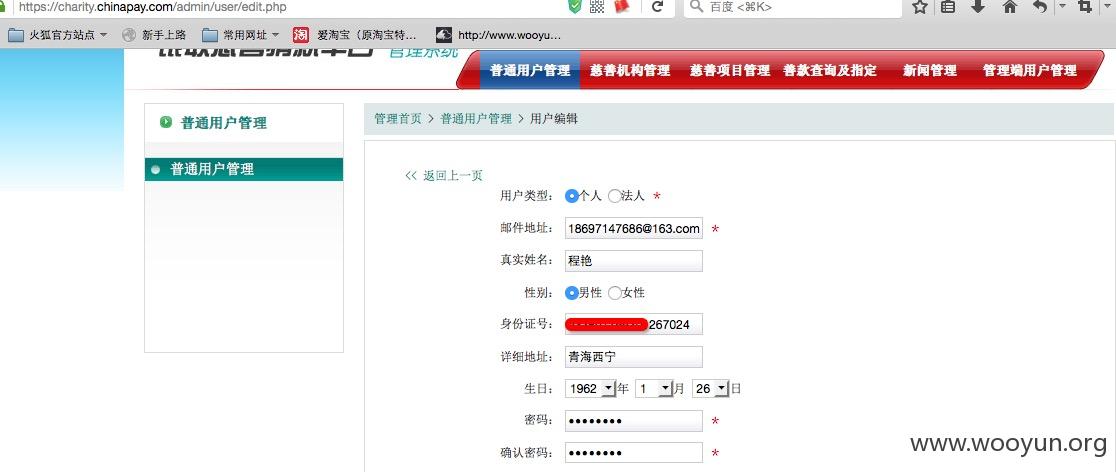 https://charity.chinapay.com/admin/user/edit.php
百度 <⌘K>
火狐官方站点 新手上路 常用网址 爱淘宝（原淘宝特... http://www.wooyu...
管理系统
普通用户管理 慈善机构管理 慈善项目管理 善款查询及指定 新闻管理 管理端用户管理
普通用户管理
管理首页 > 普通用户管理 > 用户编辑
普通用户管理
<< 返回上一页
用户类型： 个人 法人 *
邮件地址： 18697147686@163.com *
真实姓名： 程艳
性别： 男性 女性
身份证号： 267024
详细地址： 青海西宁
生日： 1962 年 1 月 26 日
密码： •••••••• *
确认密码： •••••••• *
www.wooyun.org